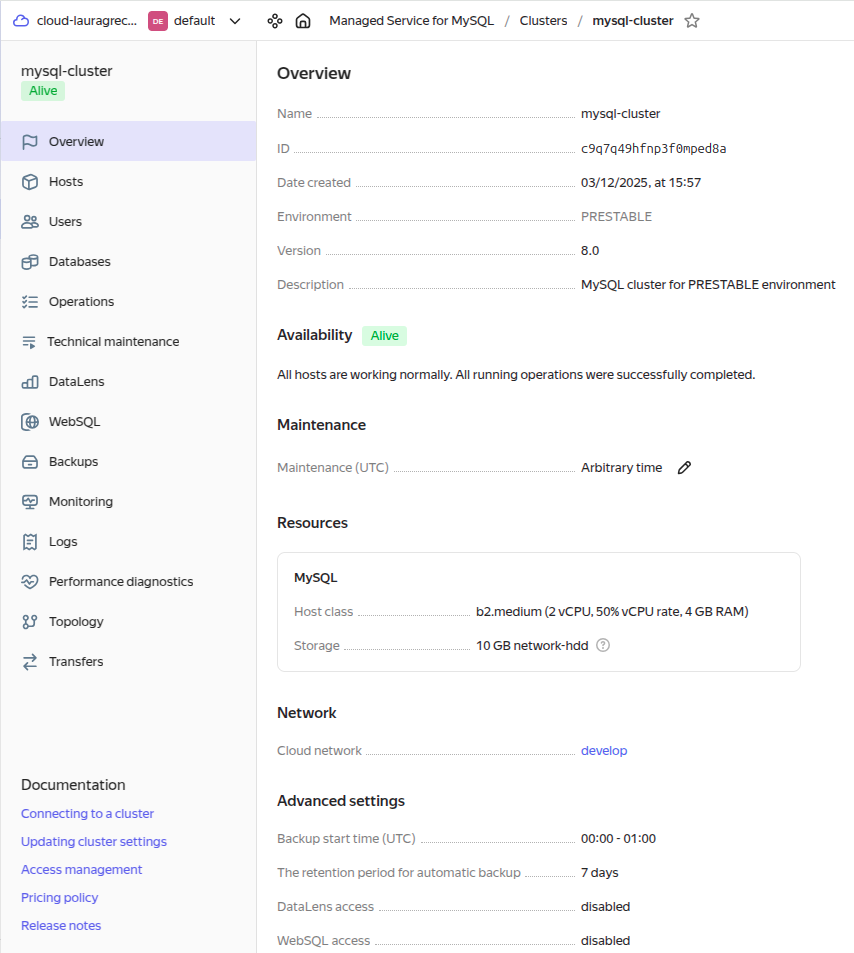 cloud-lauragrec... DE default Managed Service for MySQL / Clusters / mysql-cluster
mysql-cluster
Alive
Overview
Hosts
Users
Databases
Operations
Technical maintenance
DataLens
WebSQL
Backups
Monitoring
Logs
Performance diagnostics
Topology
Transfers
Documentation
Connecting to a cluster
Updating cluster settings
Access management
Pricing policy
Release notes
Overview
Name mysql-cluster
ID c9q7q49hfnp3f0mped8a
Date created 03/12/2025, at 15:57
Environment PRESTABLE
Version 8.0
Description MySQL cluster for PRESTABLE environment
Availability Alive
All hosts are working normally. All running operations were successfully completed.
Maintenance
Maintenance (UTC) Arbitrary time
Resources
MySQL
Host class b2.medium (2 vCPU, 50% vCPU rate, 4 GB RAM)
Storage 10 GB network-hdd ?
Network
Cloud network develop
Advanced settings
Backup start time (UTC) 00:00 - 01:00
The retention period for automatic backup 7 days
DataLens access disabled
WebSQL access disabled